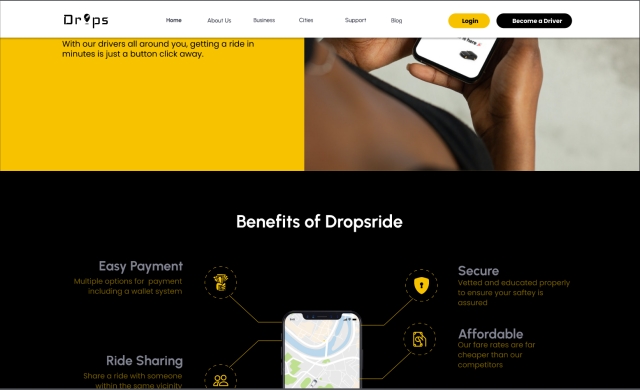 Drops
Home
About Us
Business
Cities
Support
Blog
Login
Become a Driver
With our drivers all around you, getting a ride in
minutes is just a button click away.
Benefits of Dropsride
Easy Payment
Multiple options for payment
including a wallet system
Secure
Vetted and educated properly
to ensure your saftey is
assured
Affordable
Our fare rates are far
cheaper than our
competitors
Ride Sharing
Share a ride with someone
within the same vicinity